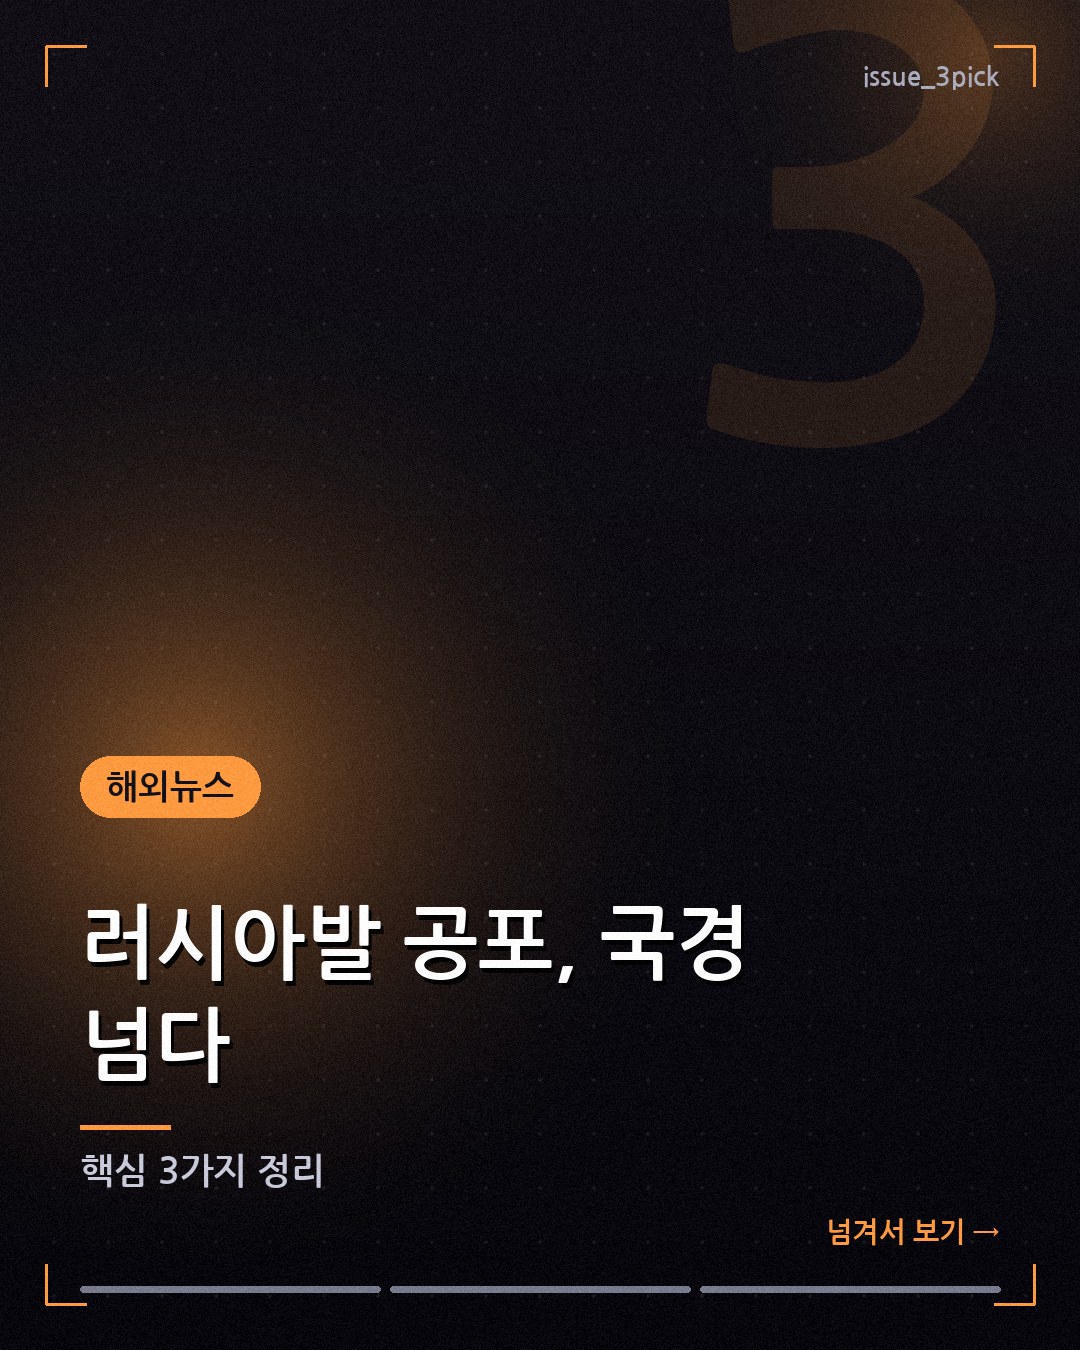 3
issue_3pick
해외뉴스
러시아발 공포, 국경
넘다
핵심 3가지 정리
넘겨서 보기 →